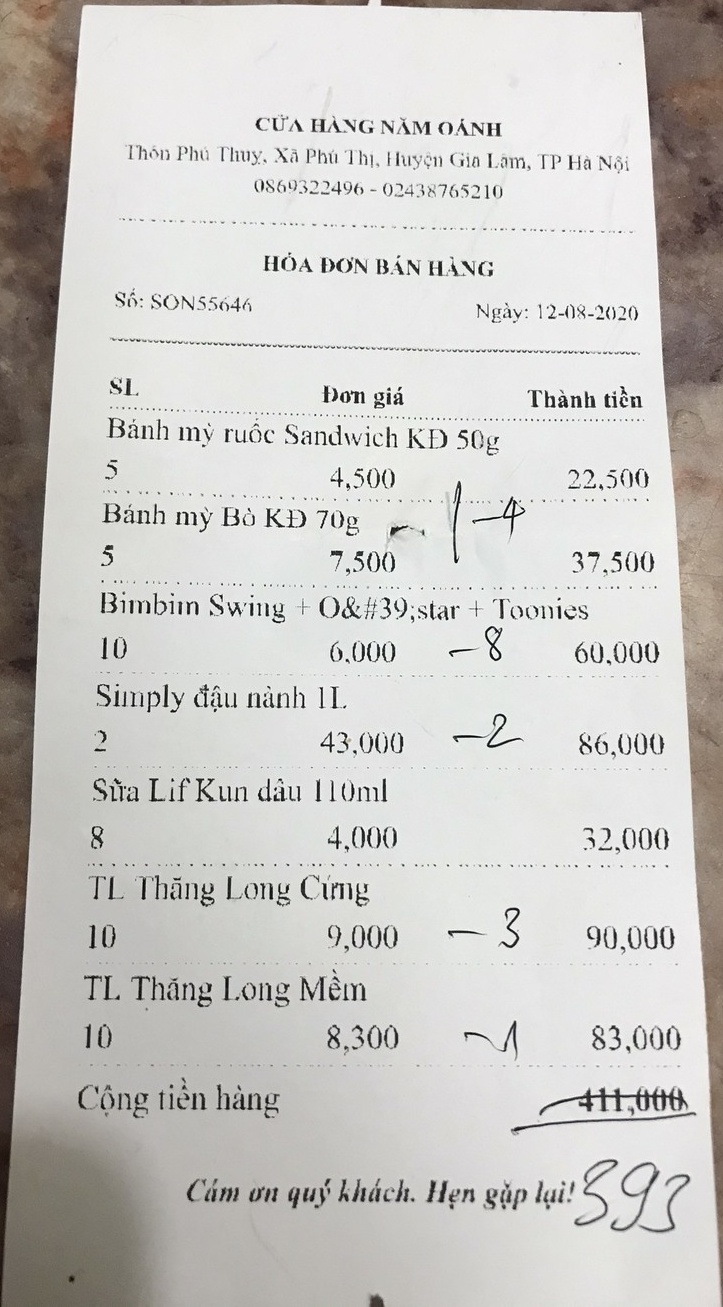 CỬA HÀNG NĂM OÁNH
Thôn Phú Thuỵ, Xã Phú Thị, Huyện Gia Lâm, TP Hà Nội
0869322496 - 02438765210
HÓA ĐƠN BÁN HÀNG
Số: SON55646 Ngày: 12-08-2020
SL Đơn giá Thành tiền
Bánh mỳ ruốc Sandwich KĐ 50g
5 4,500 22,500
Bánh mỳ Bò KĐ 70g -4
5 7,500 37,500
Bimbim Swing + O&#39;star + Toonies
10 6,000 -8 60,000
Simply đậu nành 1L
2 43,000 -2 86,000
Sữa Lif Kun dâu 110ml
8 4,000 32,000
TL Thăng Long Cứng
10 9,000 -3 90,000
TL Thăng Long Mềm
10 8,300 -1 83,000
Cộng tiền hàng 411,000
Cám ơn quý khách. Hẹn gặp lại! 393